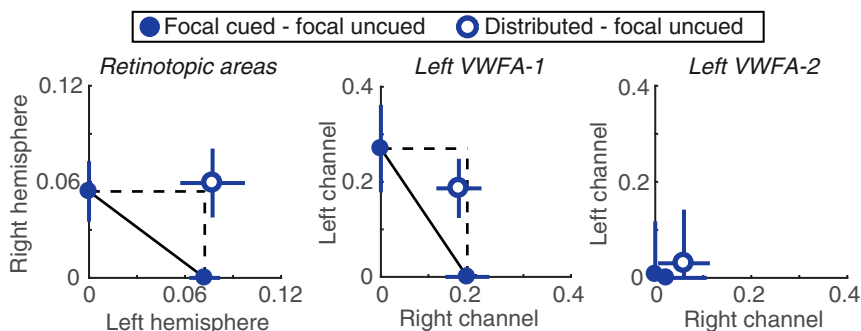 Focal cued - focal uncued Distributed - focal uncued
Retinotopic areas
Right hemisphere
0.12
0.06
0
0 0.06 0.12
Left hemisphere
Left VWFA-1
Left channel
0.4
0.2
0
0 0.2 0.4
Right channel
Left VWFA-2
Left channel
0.4
0.2
0
0 0.2 0.4
Right channel